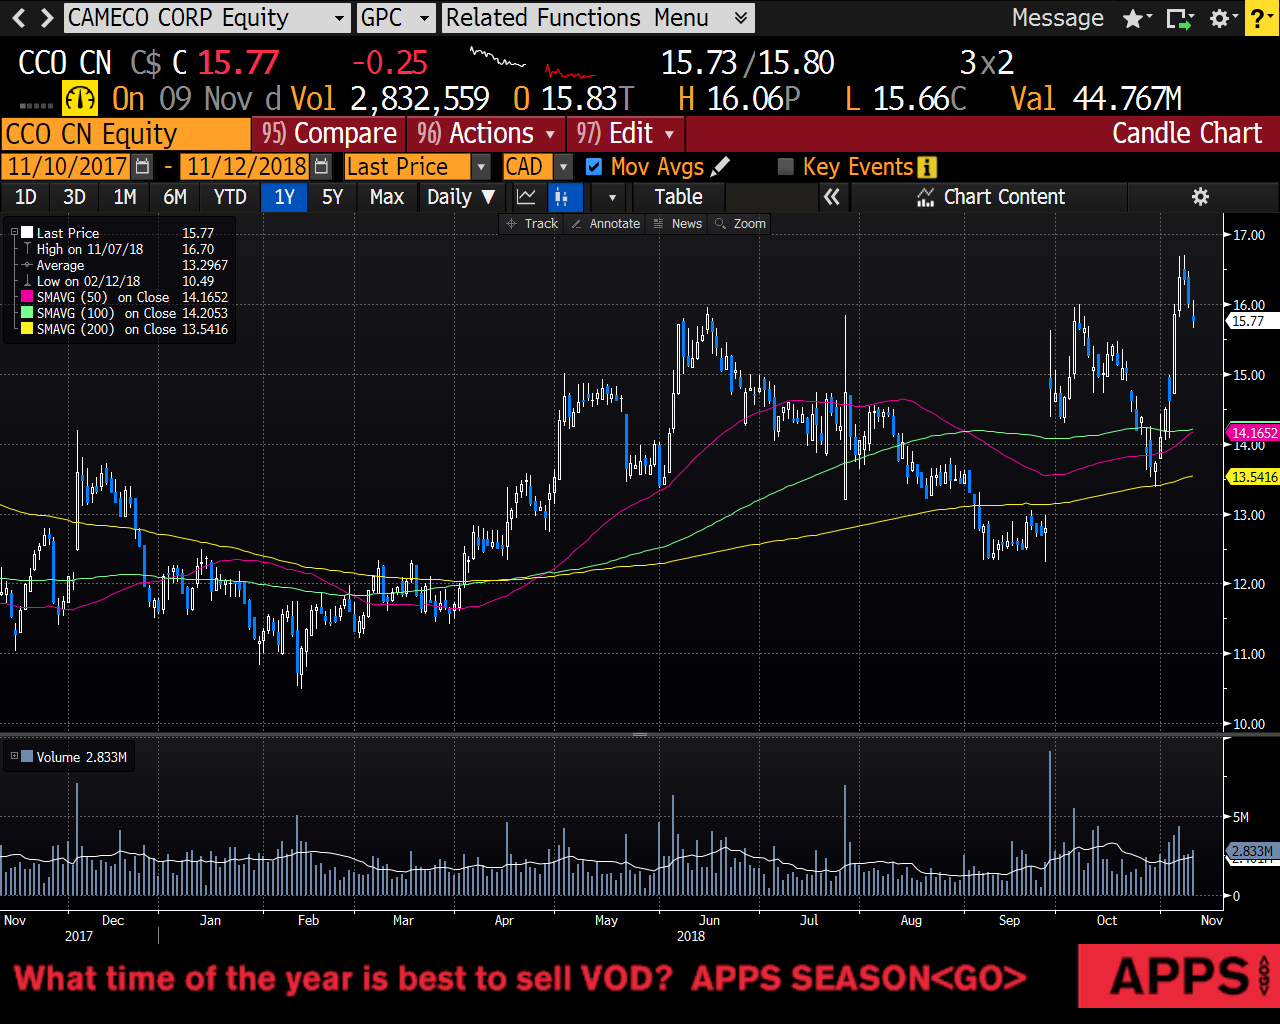 CAMECO CORP Equity GPC Related Functions Menu Message ?
CCO CN C$ C 15.77 -0.25 15.73/15.80 3x2
On 09 Nov d Vol 2,832,559 O 15.83T H 16.06P L 15.66C Val 44.767M
CCO CN Equity 95) Compare 96) Actions 97) Edit Candle Chart
11/10/2017 - 11/12/2018 Last Price CAD Mov Avgs Key Events i
1D 3D 1M 6M YTD 1Y 5Y Max Daily ▼ Table « Chart Content
Track Annotate News Zoom
Last Price 15.77
High on 11/07/18 16.70
Average 13.2967
Low on 02/12/18 10.49
SMAVG (50) on Close 14.1652
SMAVG (100) on Close 14.2053
SMAVG (200) on Close 13.5416
17.00
16.00
15.77
15.00
14.1652
14.00
13.5416
13.00
12.00
11.00
10.00
Volume 2.833M
5M
2.833M
0
Nov Dec Jan Feb Mar Apr May Jun Jul Aug Sep Oct Nov
2017 2018
What time of the year is best to sell VOD? APPS SEASON<GO>
APPS